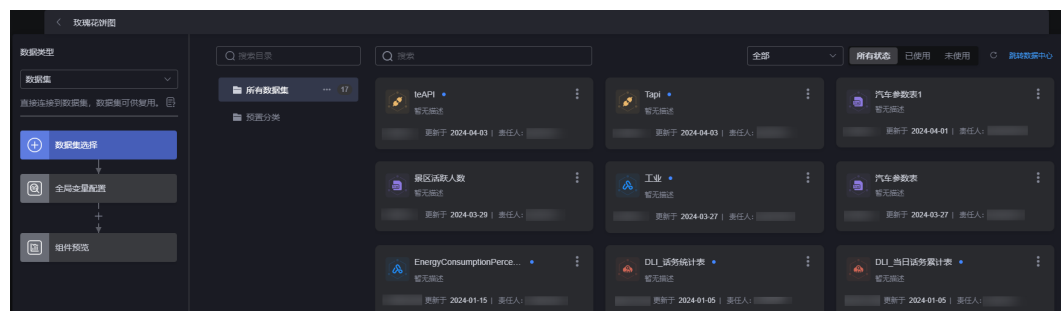 玫瑰花饼图
数据类型
数据集
直接连接到数据集，数据集可供复用。
数据集选择
全局变量配置
组件预览
搜索目录
所有数据集 ... 17
预置分类
搜索
全部
所有状态 已使用 未使用 跳转数据中心
teAPI
暂无描述
更新于 2024-04-03 | 责任人:
Tapi
暂无描述
更新于 2024-04-03 | 责任人:
汽车参数表1
暂无描述
更新于 2024-04-01 | 责任人:
景区活跃人数
暂无描述
更新于 2024-03-29 | 责任人:
工业
暂无描述
更新于 2024-03-27 | 责任人:
汽车参数表
暂无描述
更新于 2024-03-27 | 责任人:
EnergyConsumptionPerce...
暂无描述
更新于 2024-01-15 | 责任人:
DLI_话务统计表
暂无描述
更新于 2024-01-05 | 责任人:
DLI_当日话务累计表
暂无描述
更新于 2024-01-05 | 责任人: